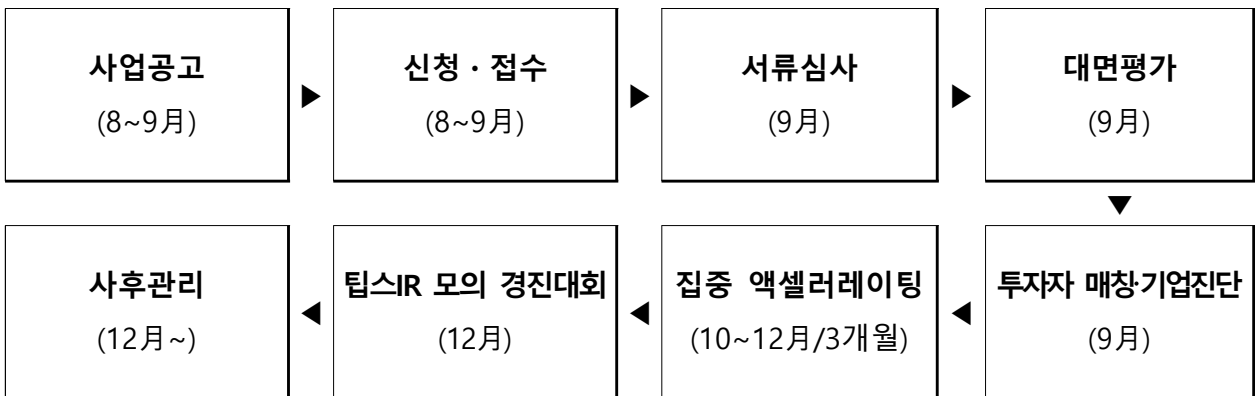 사업공고
(8~9月)
▶
신청 · 접수
(8~9月)
▶
서류심사
(9月)
▶
대면평가
(9月)
▼
투자자 매칭·기업진단
(9月)
◀
집중 액셀러레이팅
(10~12月/3개월)
◀
팁스IR 모의 경진대회
(12月)
◀
사후관리
(12月~)